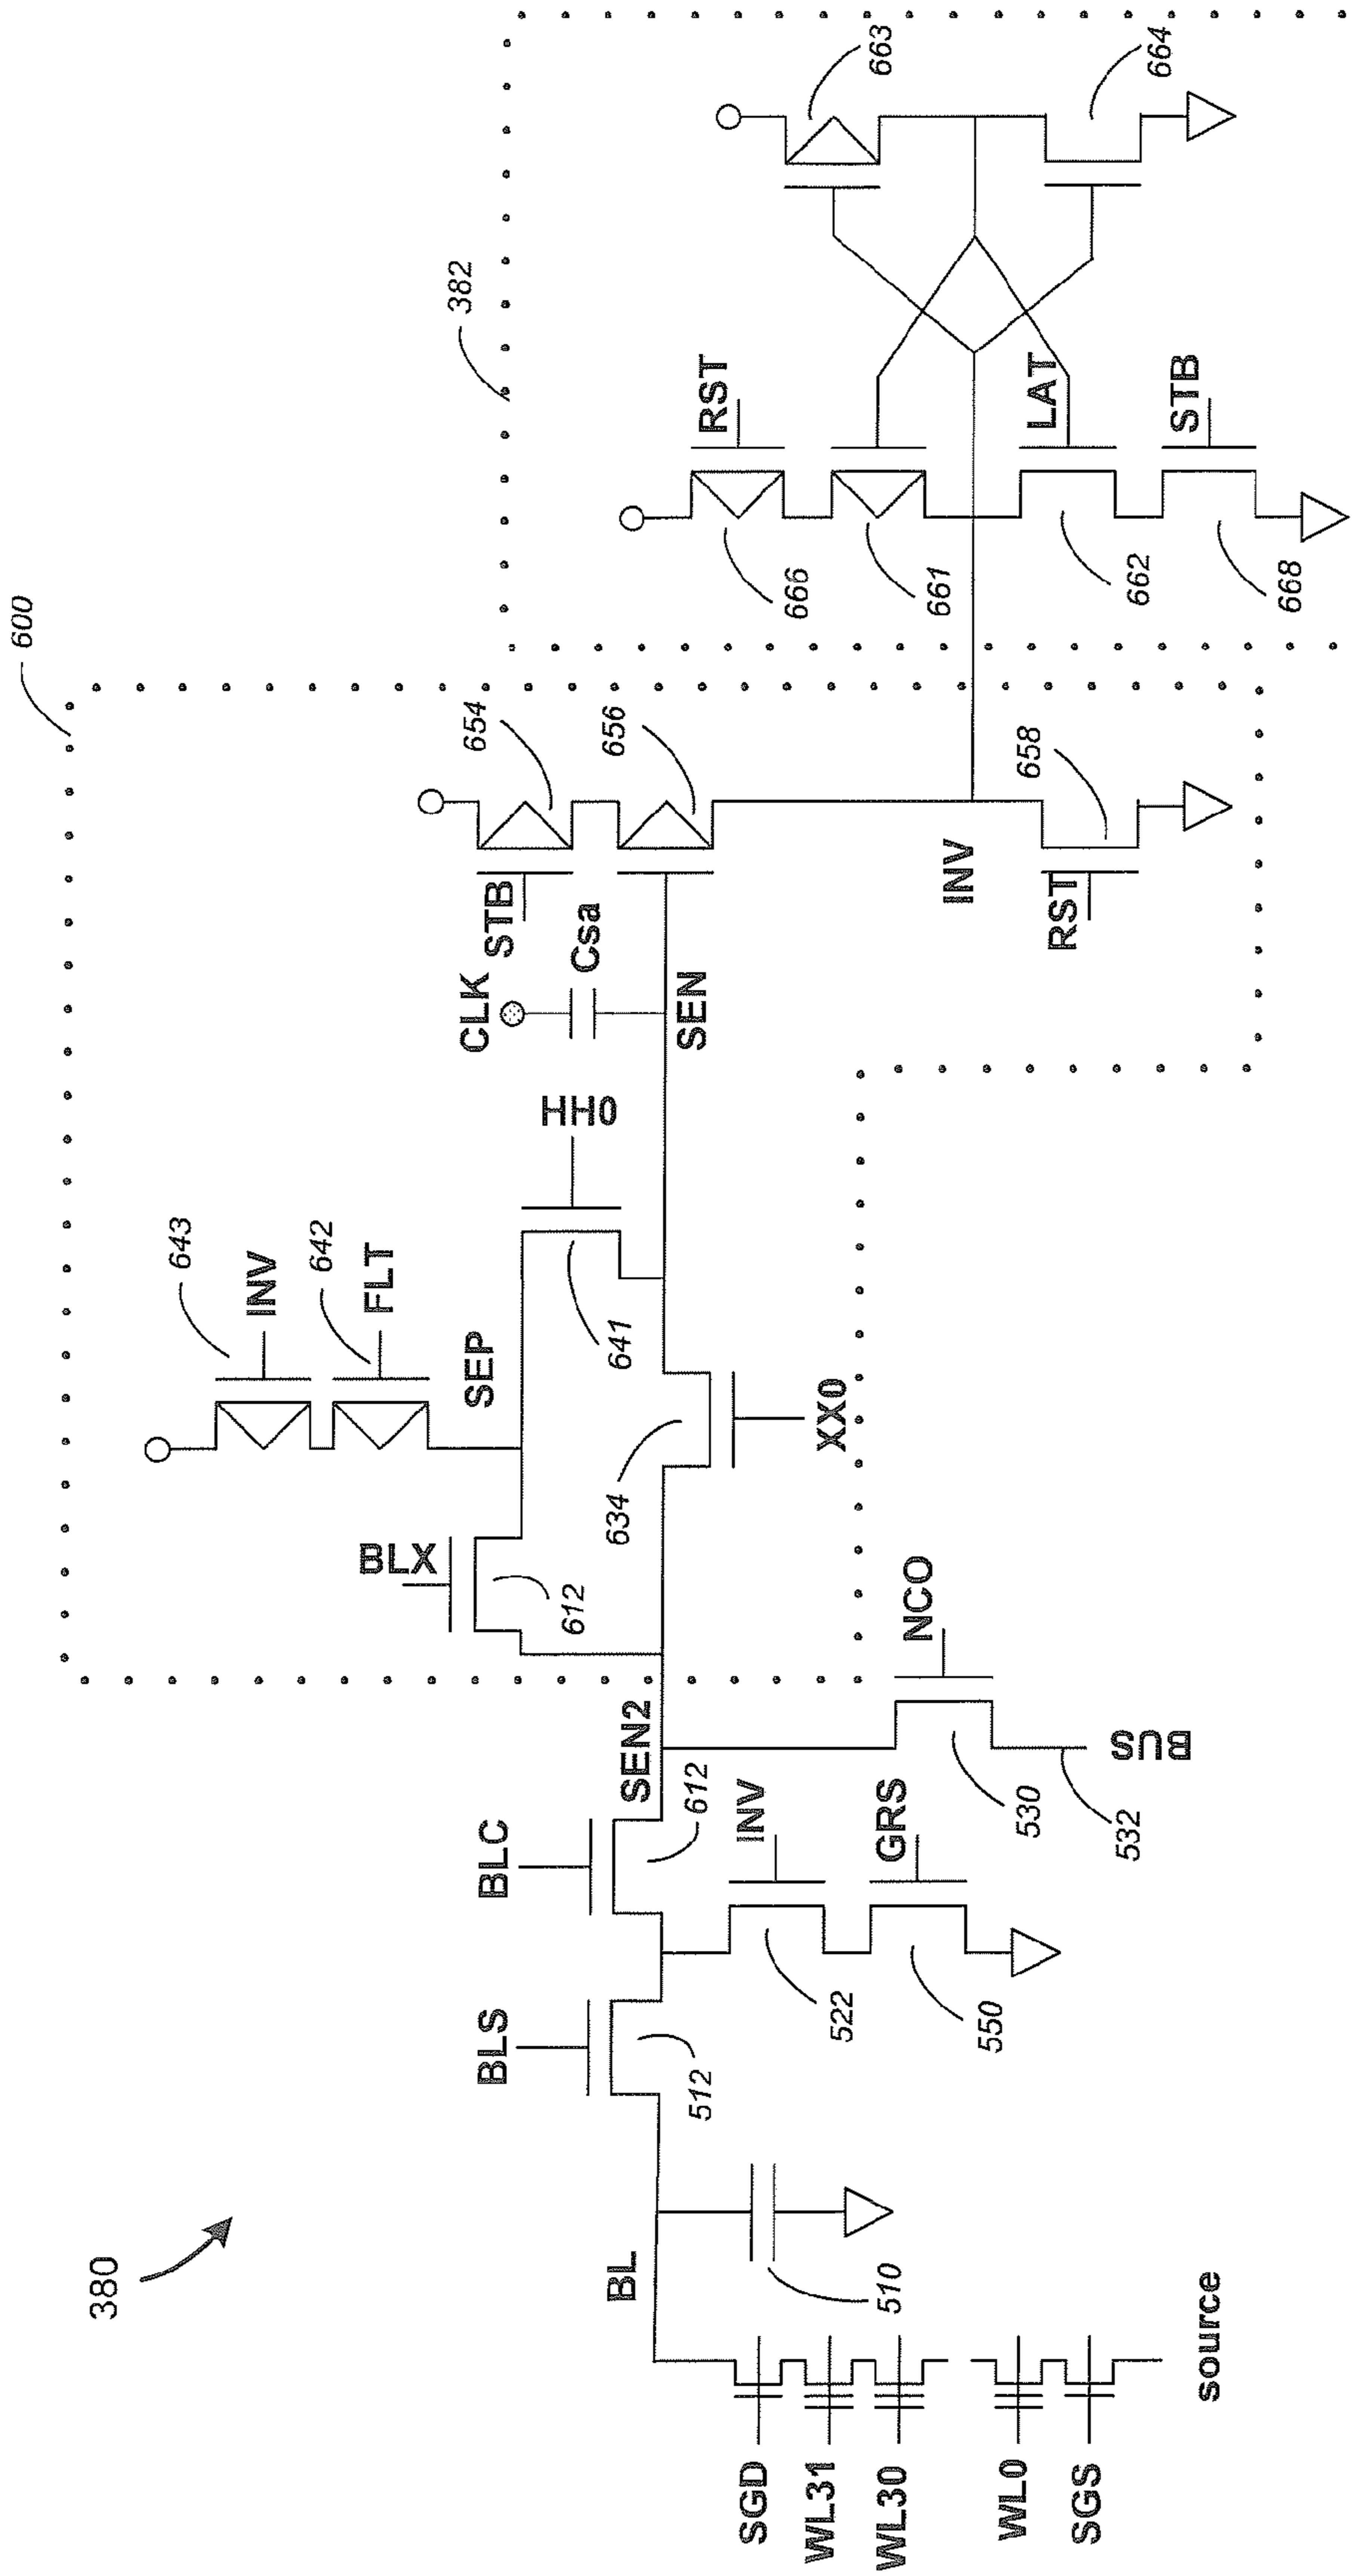 380
SGD
WL31
WL30
WL0
SGS
source
BL
510
BLS
512
BLC
612
522
INV
550
GRS
SEN2
530
NCO
532
BUS
600
BLX
612
643
INV
642
FLT
SEP
634
XX0
641
HH0
CLK
Csa
SEN
STB
654
656
INV
RST
658
382
666
RST
661
662
LAT
668
STB
663
664